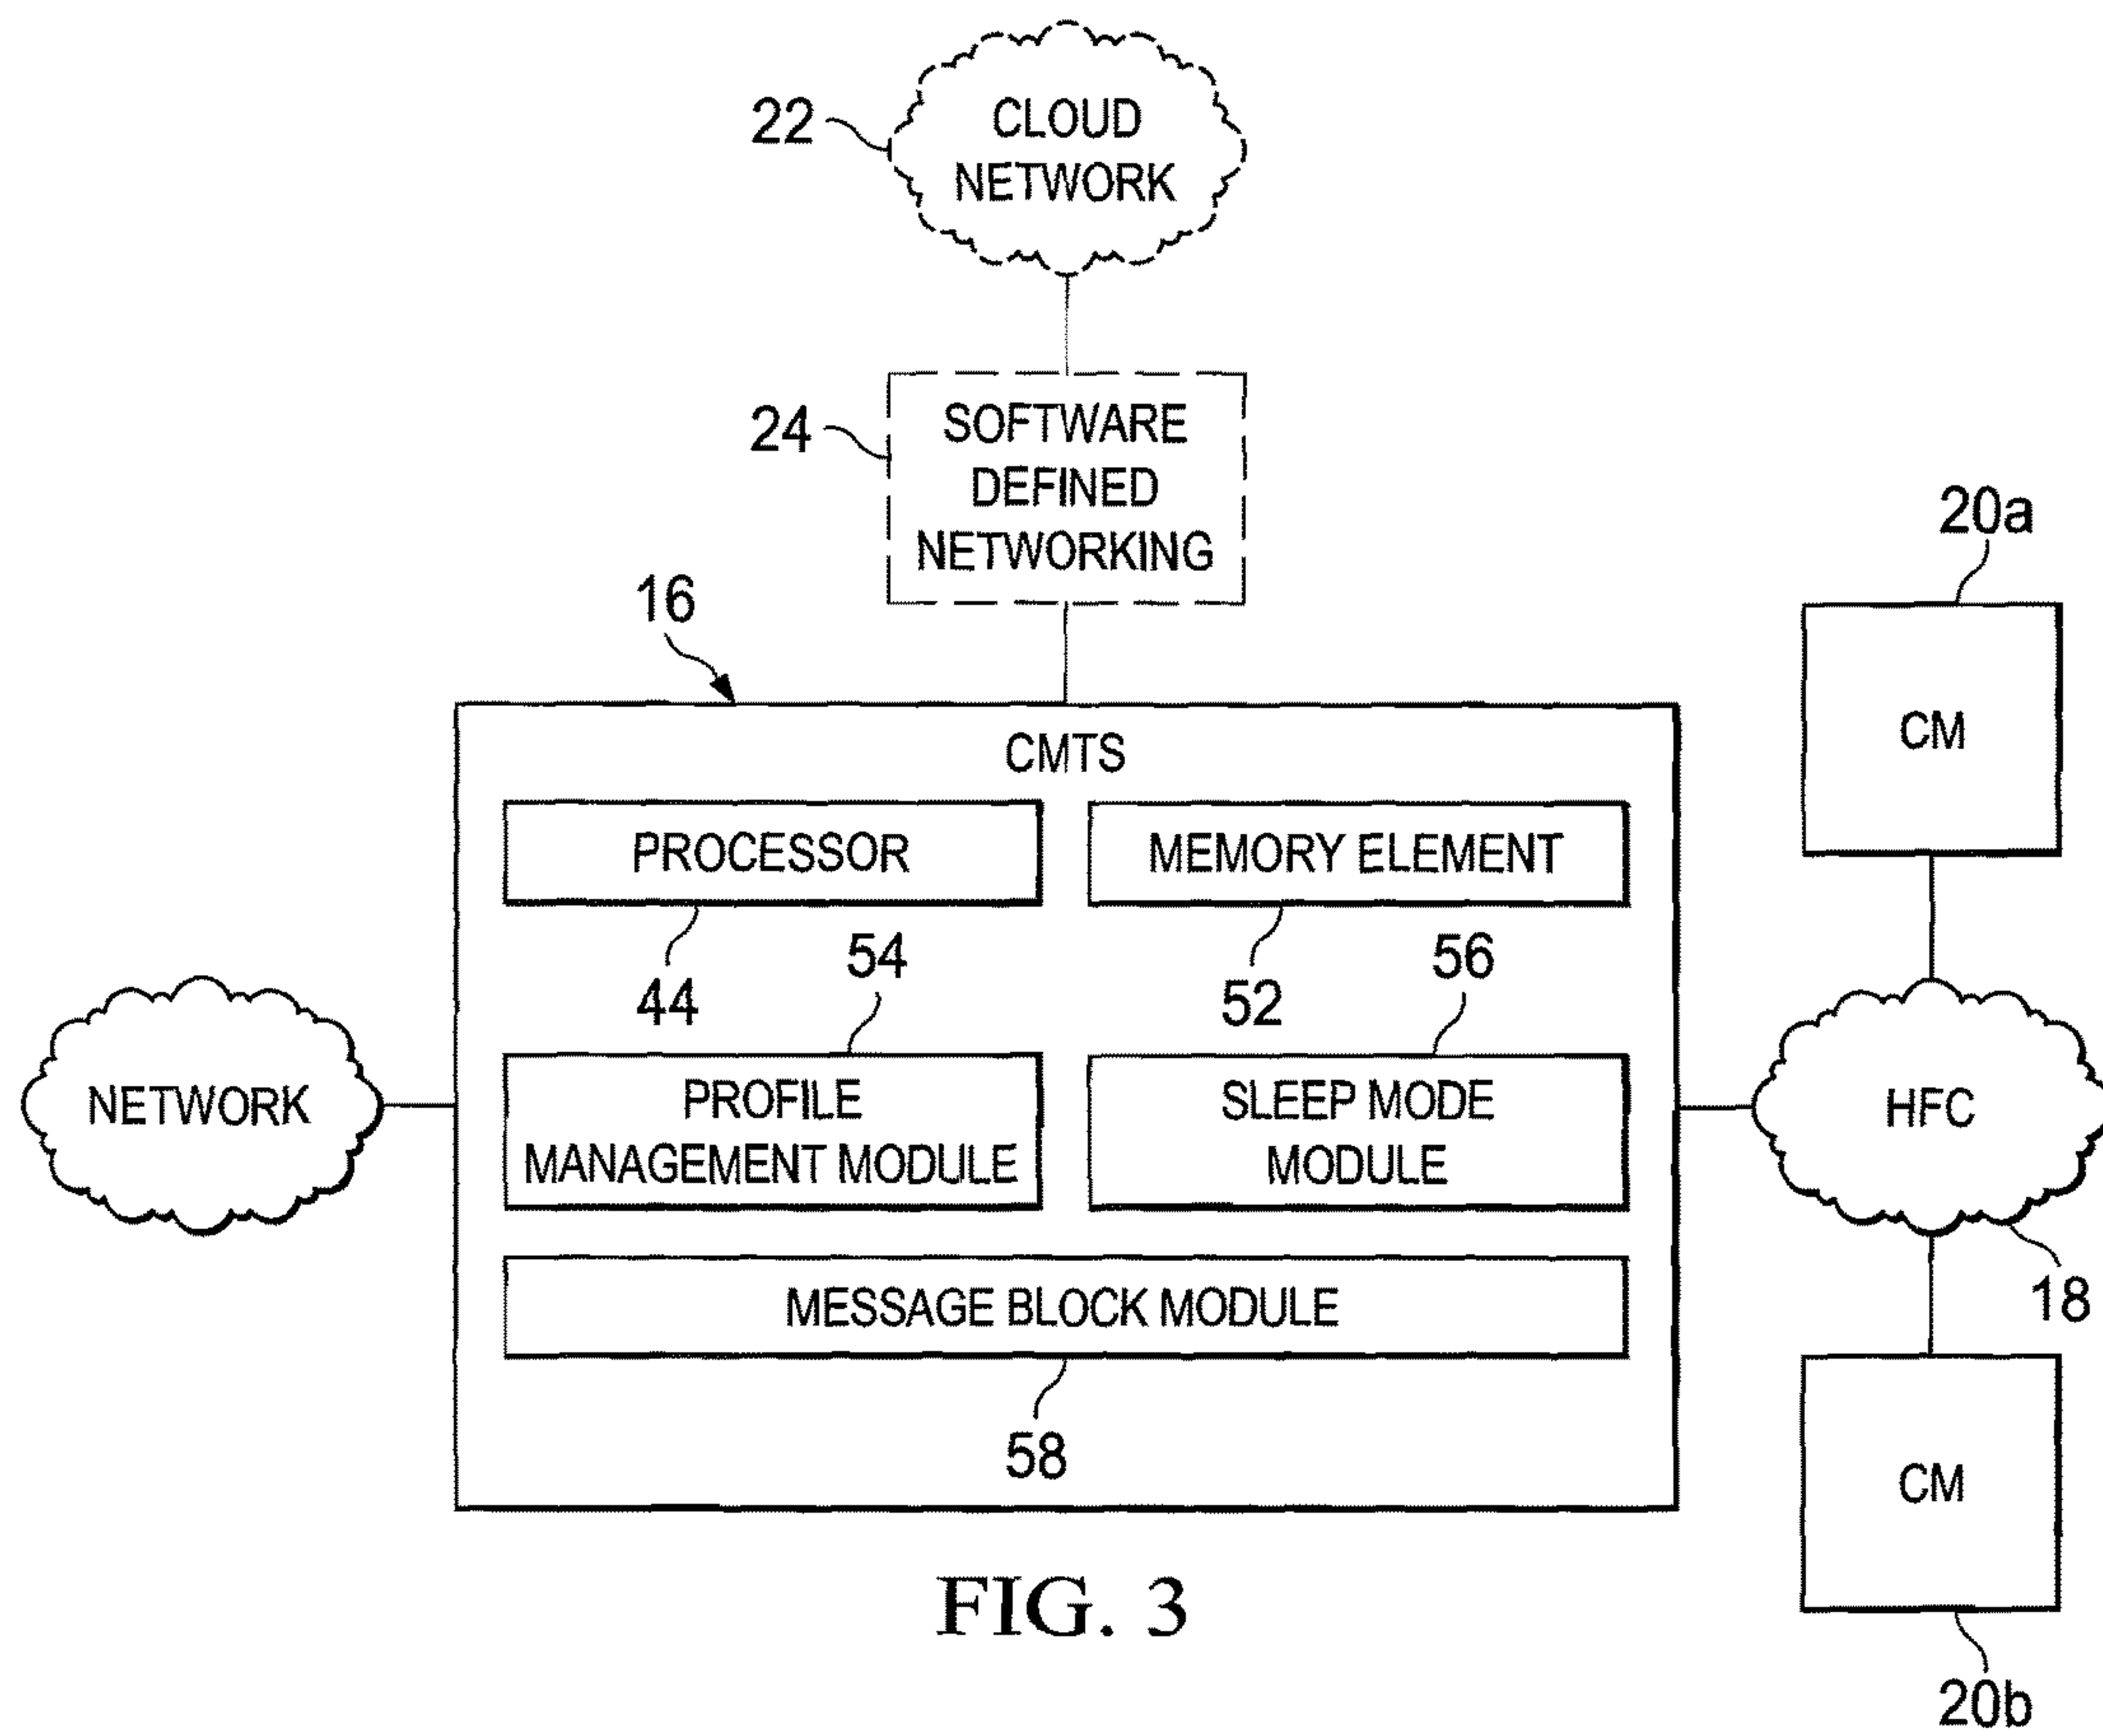 22
CLOUD
NETWORK
24
SOFTWARE
DEFINED
NETWORKING
16
20a
CM
CMTS
PROCESSOR
MEMORY ELEMENT
44
54
52
56
NETWORK
PROFILE
MANAGEMENT MODULE
SLEEP MODE
MODULE
HFC
18
MESSAGE BLOCK MODULE
58
CM
20b
FIG. 3